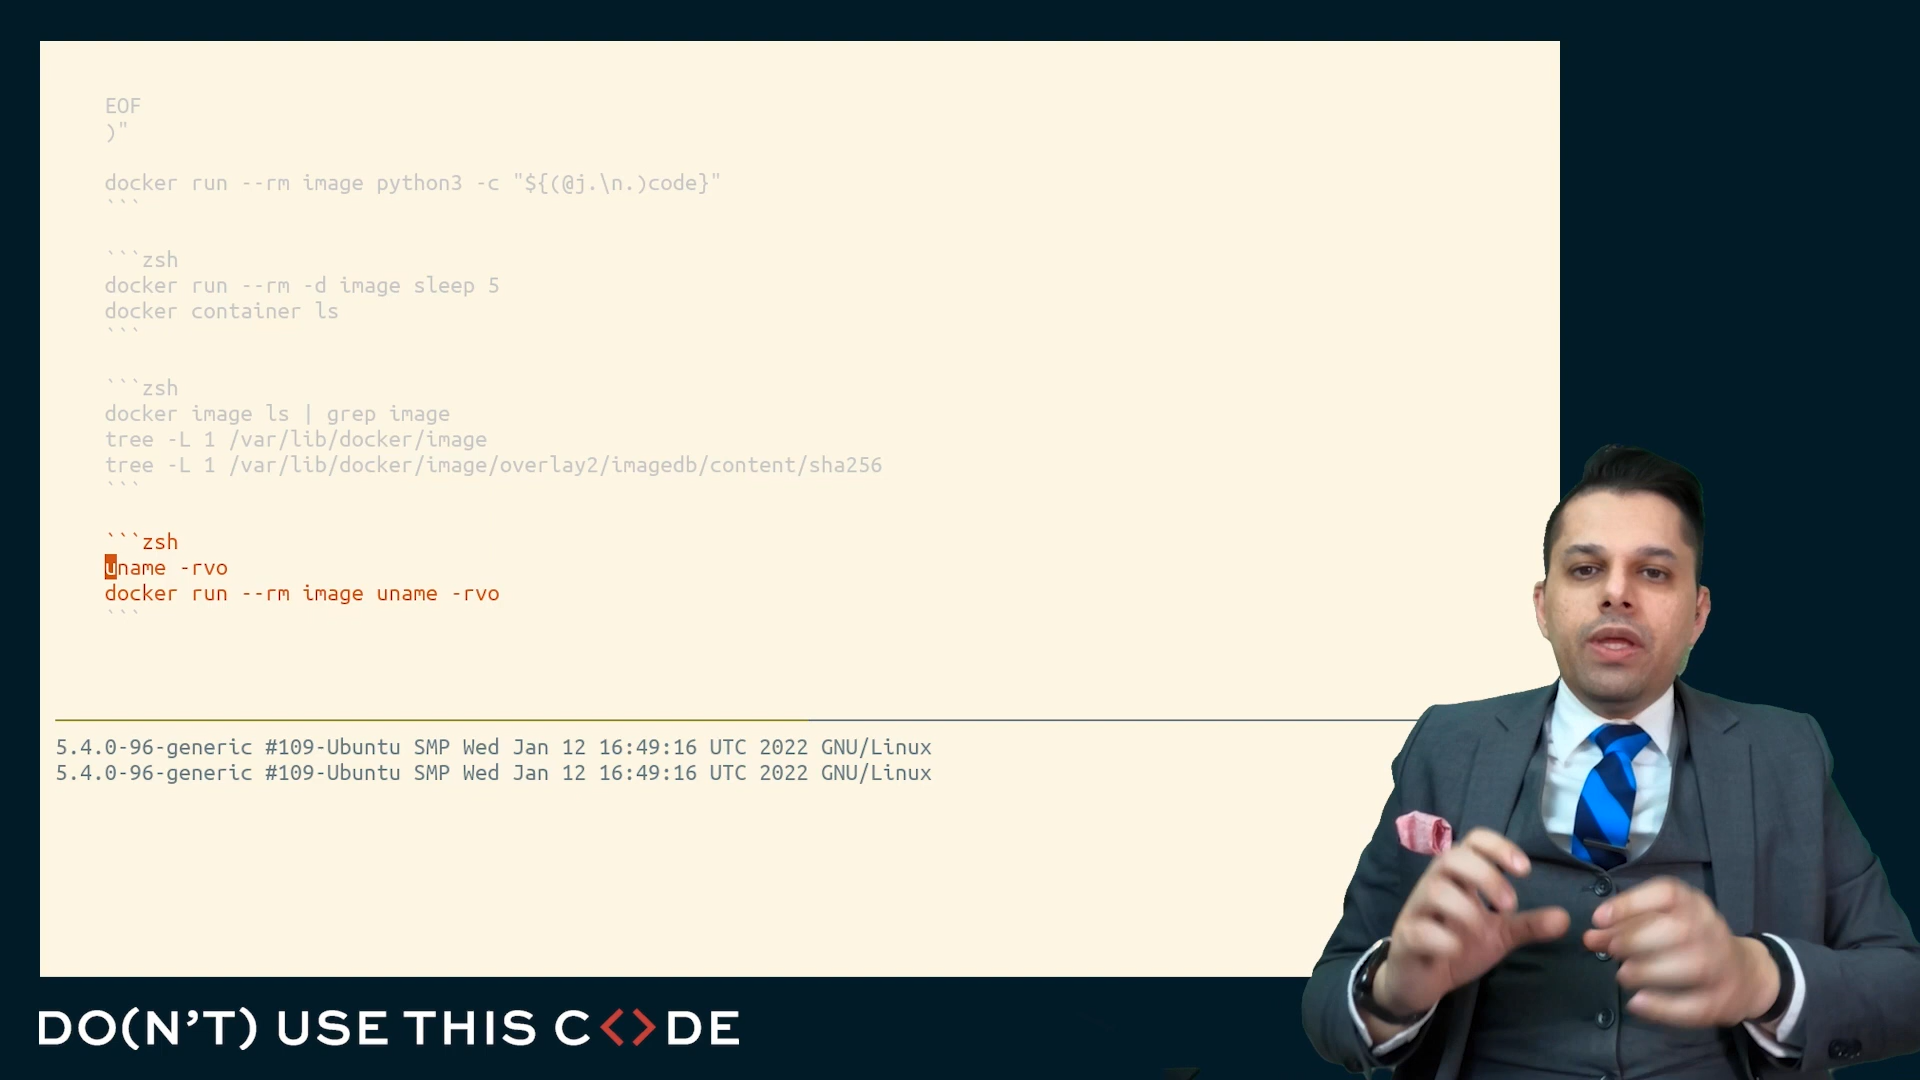 EOF
)"
docker run --rm image python3 -c "${(@j.\n.)code}"
```
```zsh
docker run --rm -d image sleep 5
docker container ls
```
```zsh
docker image ls | grep image
tree -L 1 /var/lib/docker/image
tree -L 1 /var/lib/docker/image/overlay2/imagedb/content/sha256
```
```zsh
uname -rvo
docker run --rm image uname -rvo
```
5.4.0-96-generic #109-Ubuntu SMP Wed Jan 12 16:49:16 UTC 2022 GNU/Linux
5.4.0-96-generic #109-Ubuntu SMP Wed Jan 12 16:49:16 UTC 2022 GNU/Linux
DO(N'T) USE THIS C<>DE